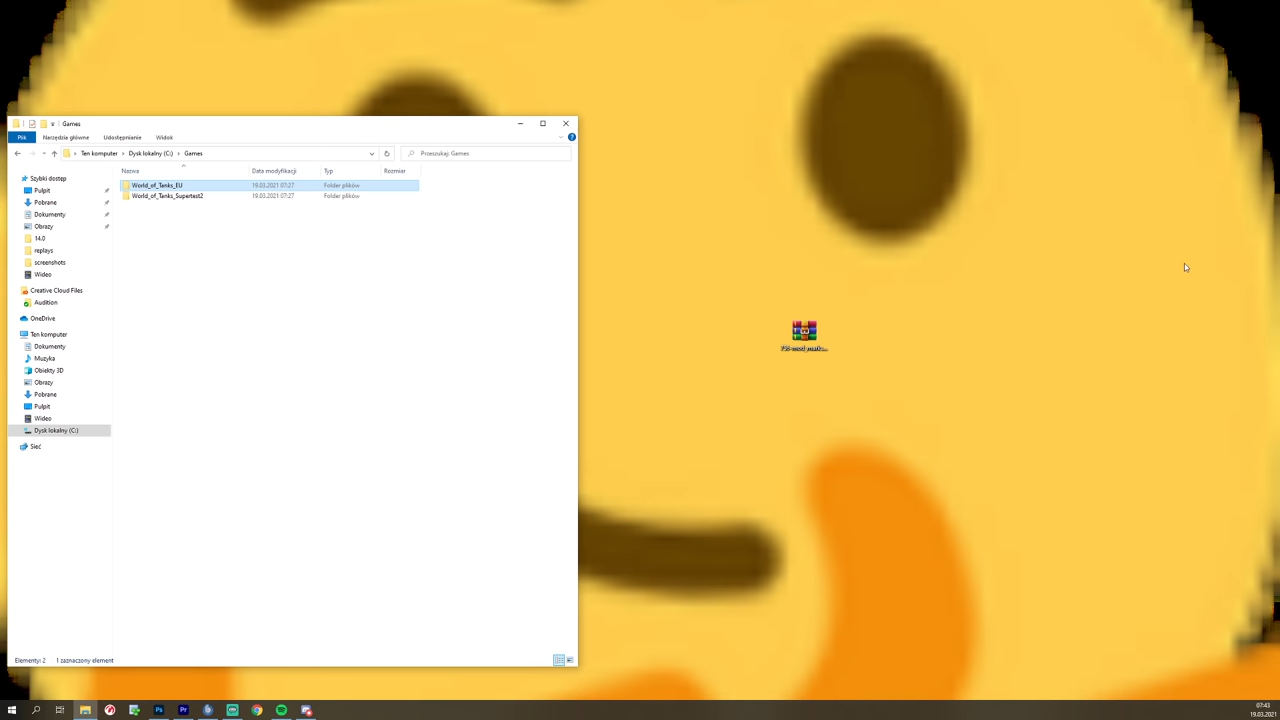 Games
Plik Narzędzia główne Udostępnianie Widok
Ten komputer Dysk lokalny (C:) Games Przeszukaj: Games
Nazwa Data modyfikacji Typ Rozmiar
World_of_Tanks_EU 19.03.2021 07:27 Folder plików
World_of_Tanks_Supertest2 19.03.2021 07:27 Folder plików
Szybki dostęp
Pulpit
Pobrane
Dokumenty
Obrazy
14.0
replays
screenshots
Wideo
Creative Cloud Files
Audition
OneDrive
Ten komputer
Dokumenty
Muzyka
Obiekty 3D
Obrazy
Pobrane
Pulpit
Wideo
Dysk lokalny (C:)
Sieć
Elementy: 2 1 zaznaczony element
07:43
19.03.2021